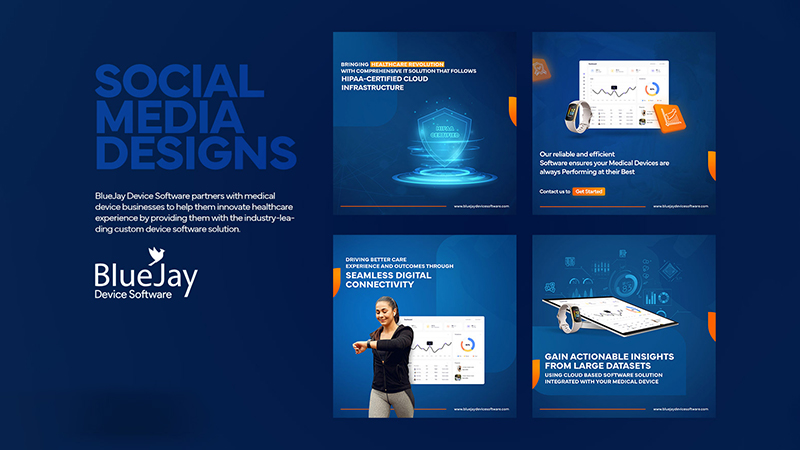 SOCIAL
MEDIA
DESIGNS
BlueJay Device Software partners with medical
device businesses to help them innovate healthcare
experience by providing them with the industry-lea-
ding custom device software solution.
BlueJay
Device Software
BRINGING HEALTHCARE REVOLUTION
WITH COMPREHENSIVE IT SOLUTION THAT FOLLOWS
HIPAA-CERTIFIED CLOUD
INFRASTRUCTURE
HIPAA
CERTIFIED
www.bluejaydevicesoftware.com
Our reliable and efficient
Software ensures your Medical Devices are
always Performing at their Best
Contact us to Get Started
www.bluejaydevicesoftware.com
DRIVING BETTER CARE
EXPERIENCE AND OUTCOMES THROUGH
SEAMLESS DIGITAL
CONNECTIVITY
www.bluejaydevicesoftware.com
GAIN ACTIONABLE INSIGHTS
FROM LARGE DATASETS
USING CLOUD BASED SOFTWARE SOLUTION
INTEGRATED WITH YOUR MEDICAL DEVICE
www.bluejaydevicesoftware.com